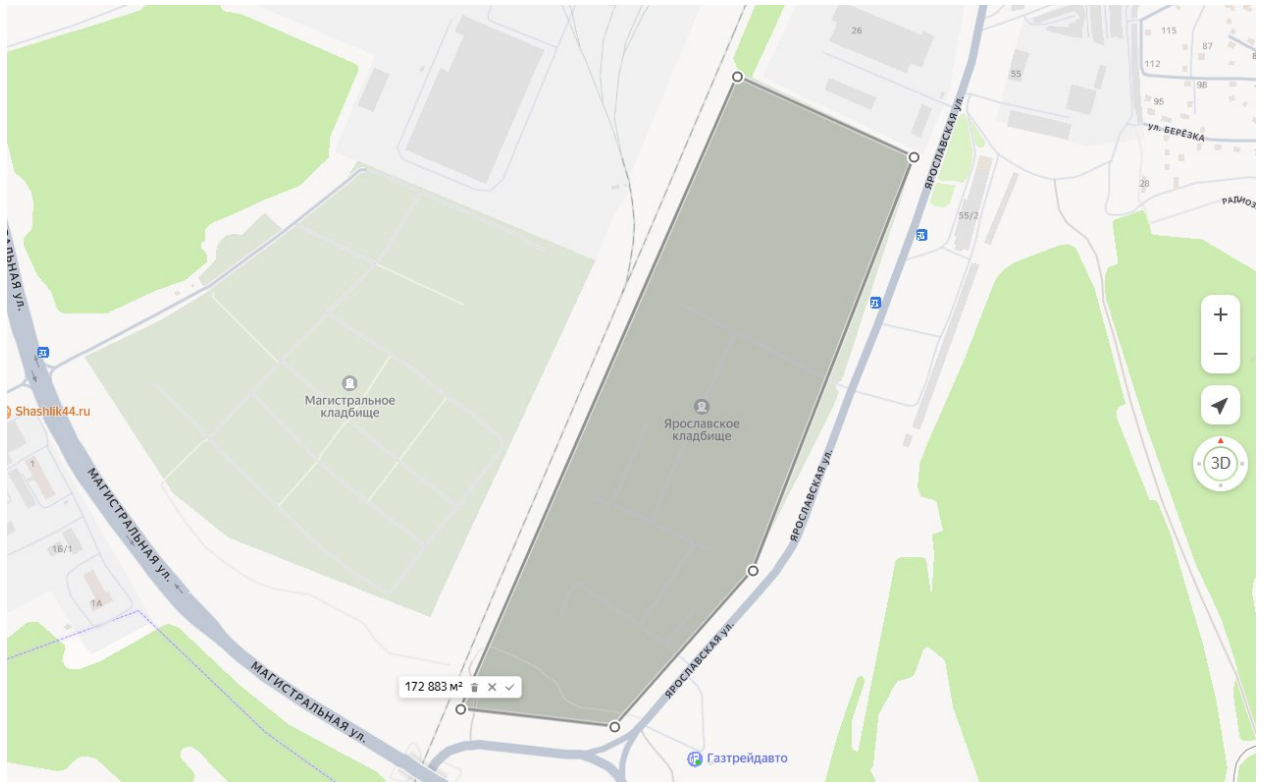 26
115
87
112
98
55
95
ул. БЕРЁЗКА
ЯРОСЛАВСКАЯ УЛ.
28
55/2
АЛЬНАЯ УЛ.
Магистральное
кладбище
Shashlik44.ru
Ярославское
кладбище
3D
1
МАГИСТРАЛЬНАЯ УЛ.
ЯРОСЛАВСКАЯ УЛ.
1Б/1
1А
ЯРОСЛАВСКАЯ УЛ.
172 883 м²
МАГИСТРАЛЬНАЯ УЛ.
Газтрейдавто